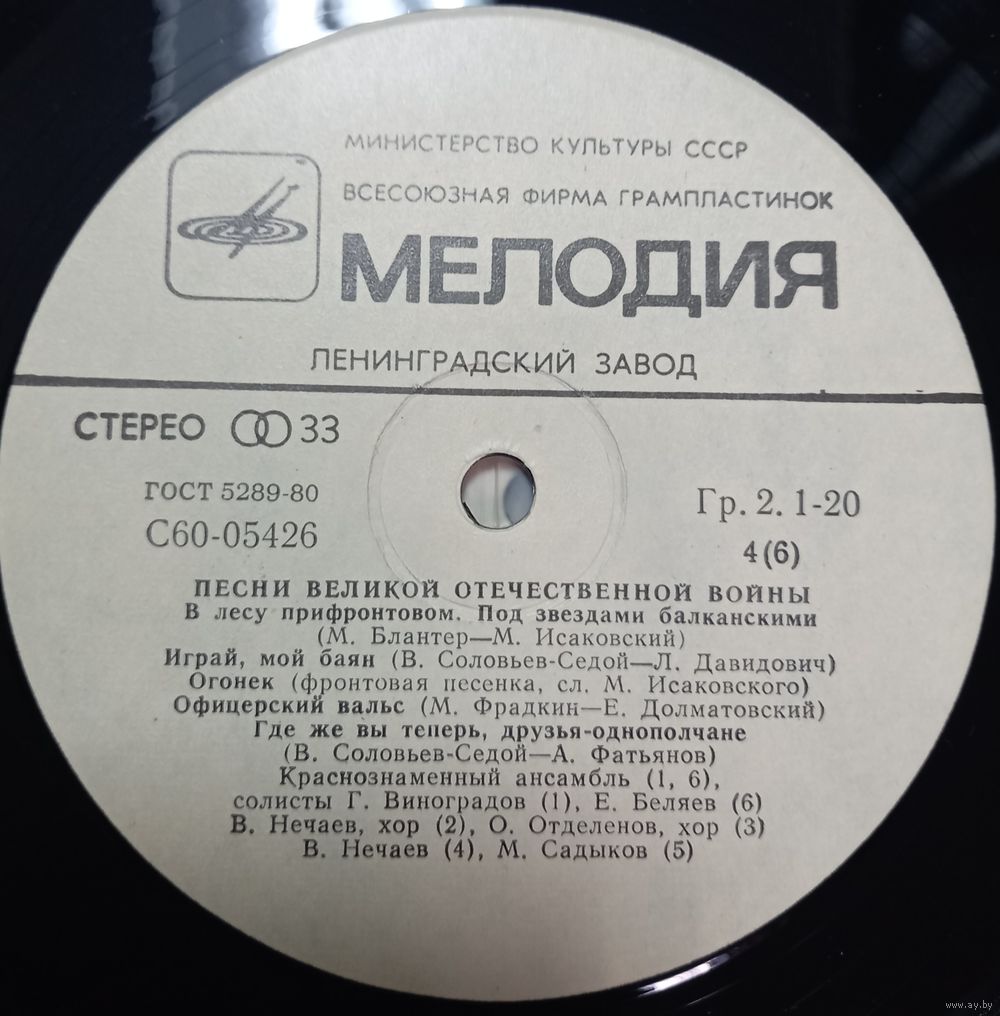 МИНИСТЕРСТВО КУЛЬТУРЫ СССР
ВСЕСОЮЗНАЯ ФИРМА ГРАМПЛАСТИНОК
МЕЛОДИЯ
ЛЕНИНГРАДСКИЙ ЗАВОД
СТЕРЕО 33
ГОСТ 5289-80
С60-05426
Гр. 2. 1-20
4 (6)
ПЕСНИ ВЕЛИКОЙ ОТЕЧЕСТВЕННОЙ ВОЙНЫ
В лесу прифронтовом. Под звездами балканскими
(М. Блантер—М. Исаковский)
Играй, мой баян (В. Соловьев-Седой—Л. Давидович)
Огонек (фронтовая песенка, сл. М. Исаковского)
Офицерский вальс (М. Фрадкин—Е. Долматовский)
Где же вы теперь, друзья-однополчане
(В. Соловьев-Седой—А. Фатьянов)
Краснознаменный ансамбль (1, 6),
солисты Г. Виноградов (1), Е. Беляев (6)
В. Нечаев, хор (2), О. Отделенов, хор (3)
В. Нечаев (4), М. Садыков (5)
www.ay.by